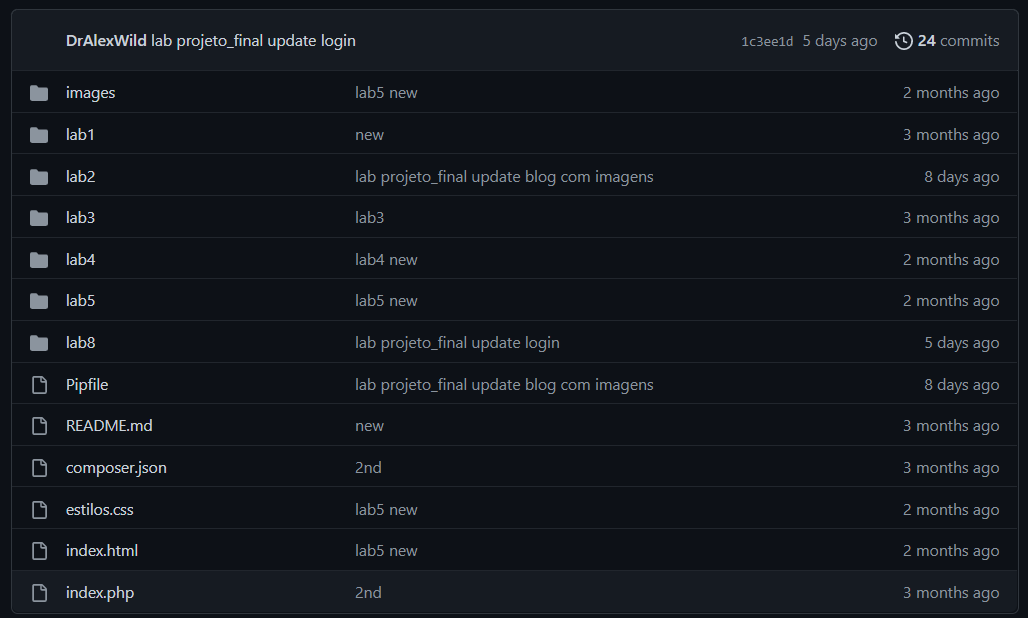 DrAlexWild lab projeto_final update login 1c3ee1d 5 days ago 24 commits
images lab5 new 2 months ago
lab1 new 3 months ago
lab2 lab projeto_final update blog com imagens 8 days ago
lab3 lab3 3 months ago
lab4 lab4 new 2 months ago
lab5 lab5 new 2 months ago
lab8 lab projeto_final update login 5 days ago
Pipfile lab projeto_final update blog com imagens 8 days ago
README.md new 3 months ago
composer.json 2nd 3 months ago
estilos.css lab5 new 2 months ago
index.html lab5 new 2 months ago
index.php 2nd 3 months ago